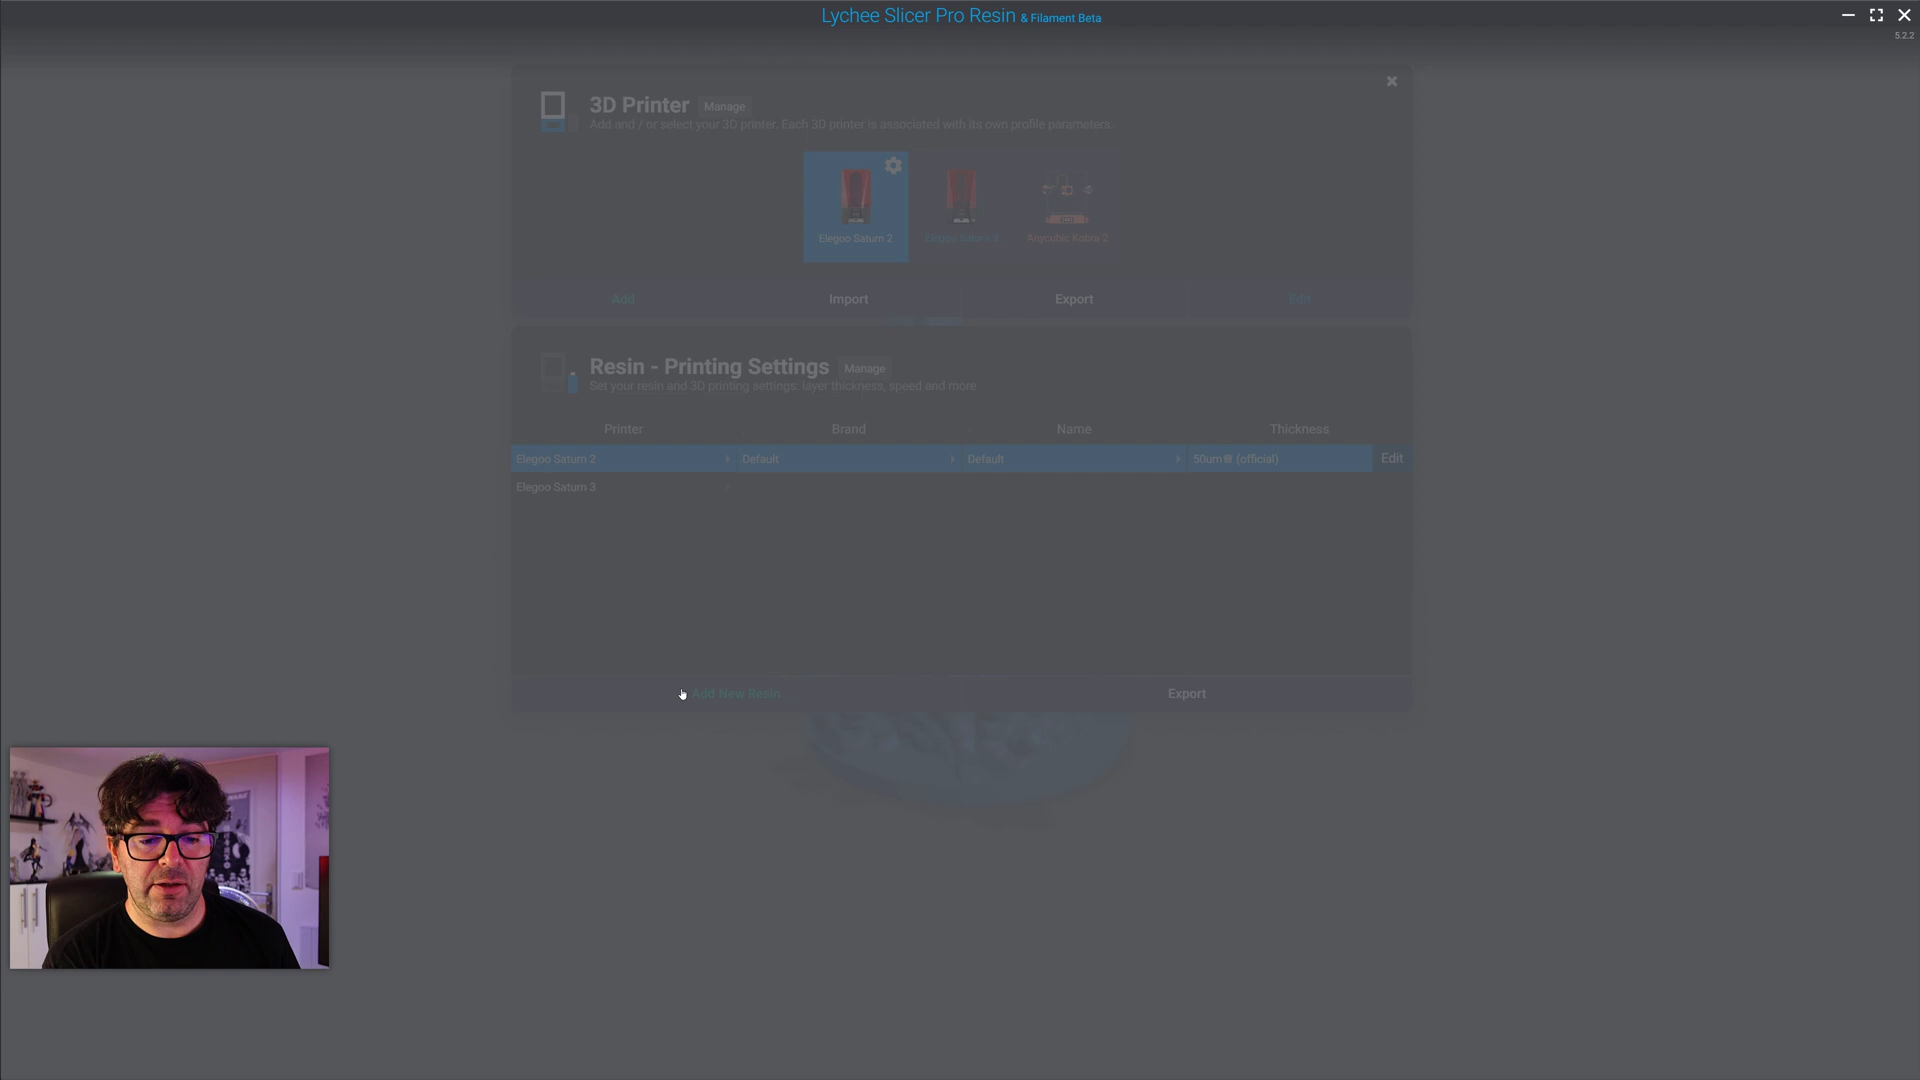 Lychee Slicer Pro Resin & Filament Beta
5.2.2
3D Printer Manage
Add and / or select your 3D printer. Each 3D printer is associated with its own profile parameters.
Elegoo Saturn 2
Elegoo Saturn 3
Anycubic Kobra 2
Add
Import
Export
Edit
Resin - Printing Settings Manage
Set your resin and 3D printing settings: layer thickness, speed and more
Printer
Brand
Name
Thickness
Elegoo Saturn 2
Default
Default
50um (official)
Edit
Elegoo Saturn 3
Add New Resin
Export